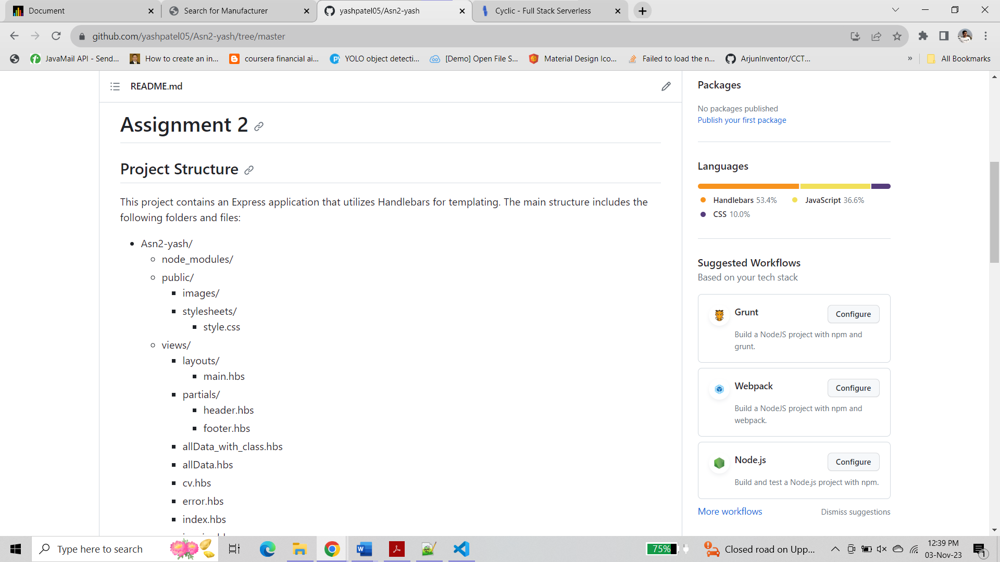 Document
Search for Manufacturer
yashpatel05/Asn2-yash
Cyclic - Full Stack Serverless
github.com/yashpatel05/Asn2-yash/tree/master
JavaMail API - Send...
How to create an in...
coursera financial ai...
YOLO object detecti...
[Demo] Open File S...
Material Design Ico...
Failed to load the n...
ArjunInventor/CCT...
»
All Bookmarks
README.md
Assignment 2
Project Structure
This project contains an Express application that utilizes Handlebars for templating. The main structure includes the
following folders and files:
Asn2-yash/
node_modules/
public/
images/
stylesheets/
style.css
views/
layouts/
main.hbs
partials/
header.hbs
footer.hbs
allData_with_class.hbs
allData.hbs
cv.hbs
error.hbs
index.hbs
Packages
No packages published
Publish your first package
Languages
Handlebars 53.4%
JavaScript 36.6%
CSS 10.0%
Suggested Workflows
Based on your tech stack
Grunt
Configure
Build a NodeJS project with npm and
grunt.
Webpack
Configure
Build a NodeJS project with npm and
webpack.
Node.js
Configure
Build and test a Node.js project with npm.
More workflows
Dismiss suggestions
Type here to search
75%
Closed road on Upp...
12:39 PM
03-Nov-23
1